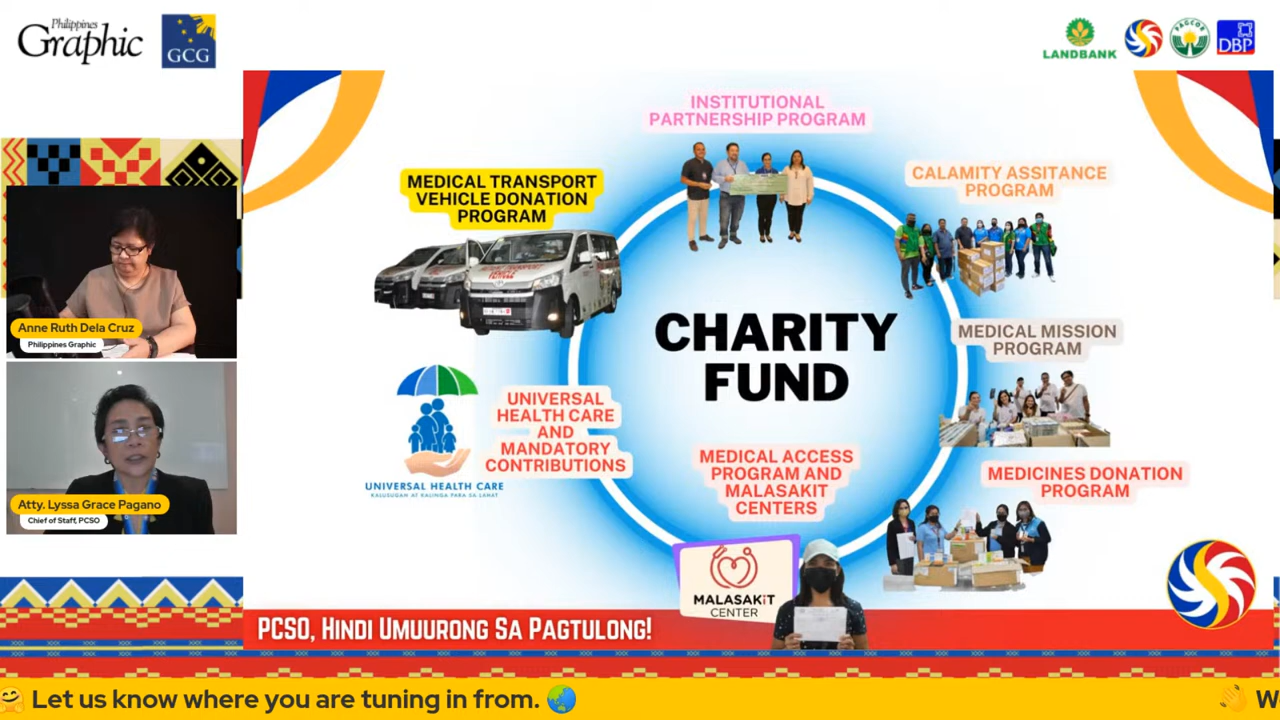 Philippines
Graphic
GCG
LANDBANK
PAGCOR
DBP
INSTITUTIONAL
PARTNERSHIP PROGRAM
MEDICAL TRANSPORT
VEHICLE DONATION
PROGRAM
CALAMITY ASSITANCE
PROGRAM
CHARITY
FUND
MEDICAL MISSION
PROGRAM
UNIVERSAL
HEALTH CARE
AND
MANDATORY
CONTRIBUTIONS
UNIVERSAL HEALTH CARE
KALUSUGAN AT KALINGA PARA SA LAHAT
MEDICAL ACCESS
PROGRAM AND
MALASAKIT
CENTERS
MEDICINES DONATION
PROGRAM
MALASAKiT
CENTER
Anne Ruth Dela Cruz
Philippines Graphic
Atty. Lyssa Grace Pagano
Chief of Staff, PCSO
PCSO, Hindi Umuurong Sa Pagtulong!
🤗 Let us know where you are tuning in from. 🌏
👋 W